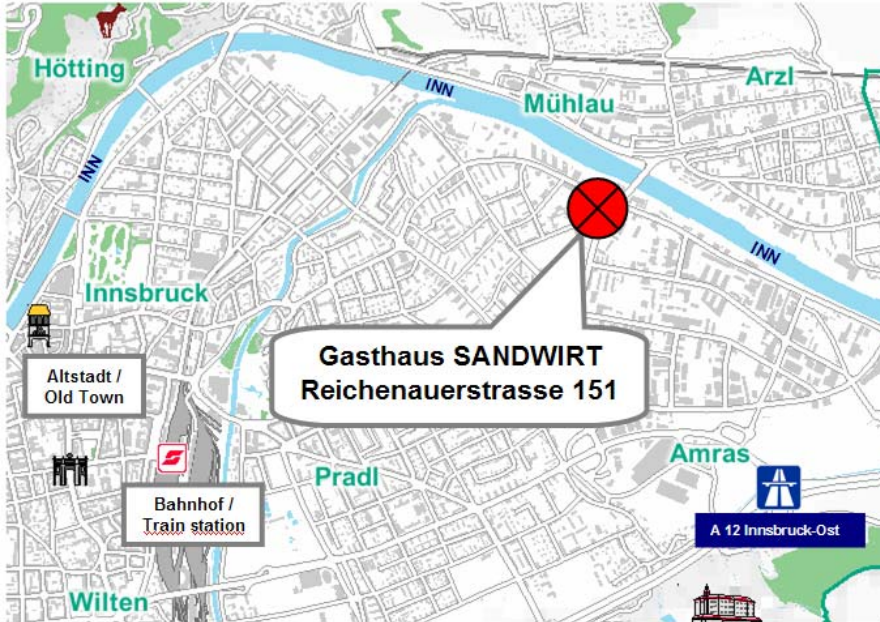 Hötting
INN
Mühlau
Arzl
INN
INN
Innsbruck
Gasthaus SANDWIRT
Reichenauerstrasse 151
Altstadt /
Old Town
Pradl
Amras
Bahnhof /
Train station
A 12 Innsbruck-Ost
Wilten